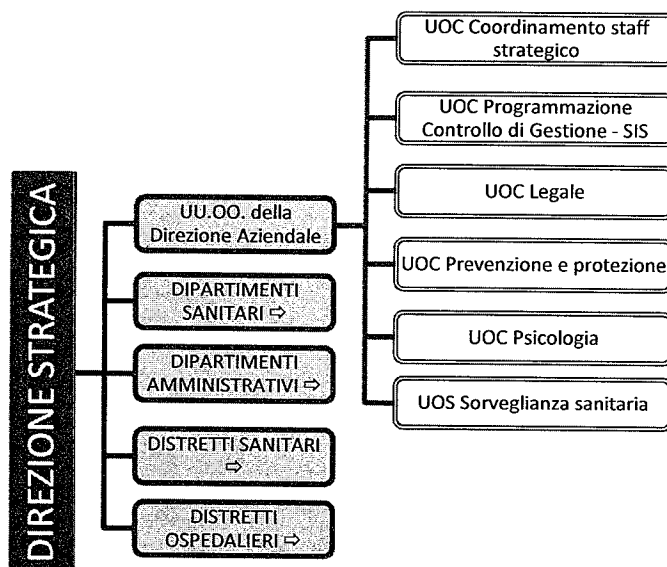 DIREZIONE STRATEGICA
UU.OO. della
Direzione Aziendale
DIPARTIMENTI
SANITARI ⇨
DIPARTIMENTI
AMMINISTRATIVI ⇨
DISTRETTI SANITARI
⇨
DISTRETTI
OSPEDALIERI ⇨
UOC Coordinamento staff
strategico
UOC Programmazione
Controllo di Gestione - SIS
UOC Legale
UOC Prevenzione e protezione
UOC Psicologia
UOS Sorveglianza sanitaria